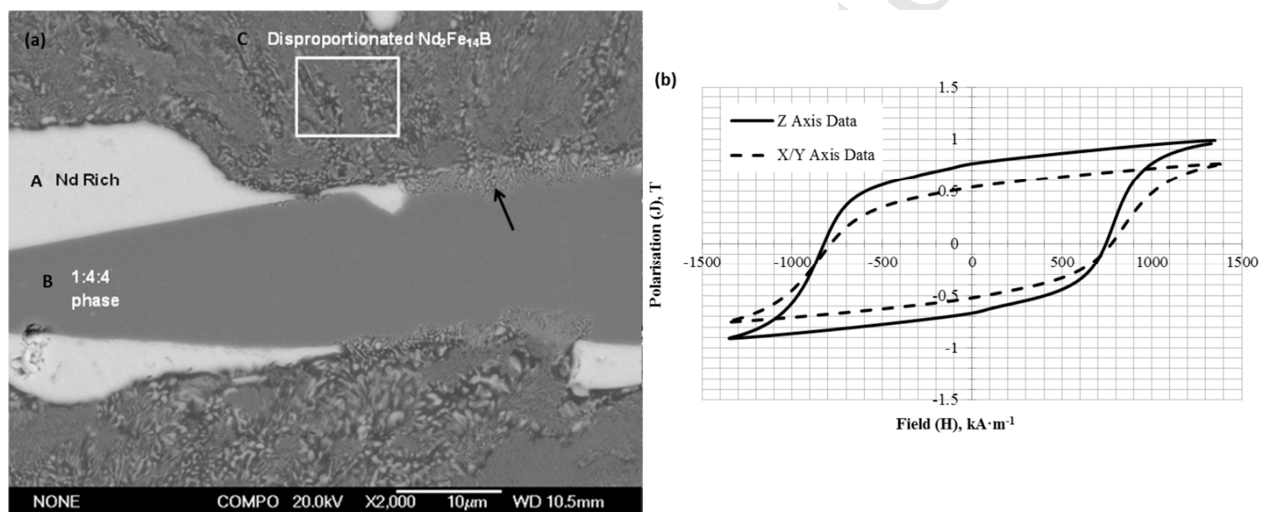 (a)
C Disproportionated Nd₂Fe₁₄B
A Nd Rich
B 1:4:4
phase
NONE COMPO 20.0kV X2,000 10μm WD 10.5mm
(b)
Z Axis Data
X/Y Axis Data
Polarisation (J), T
1.5
1
0.5
0
-0.5
-1
-1.5
-1500 -1000 -500 0 500 1000 1500
Field (H), kA·m⁻¹